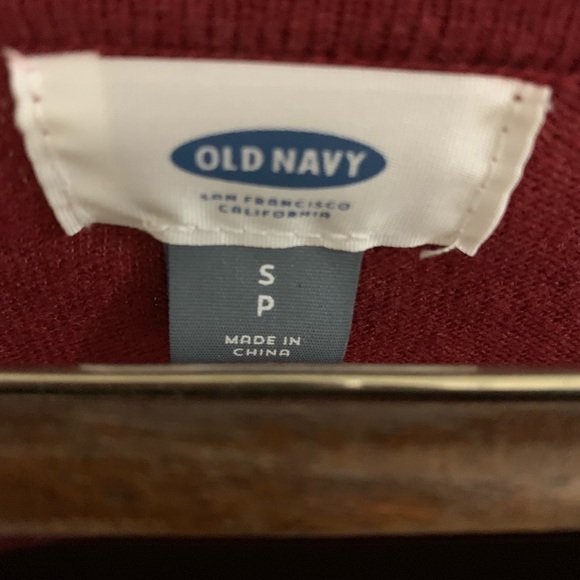 OLD NAVY
SAN FRANCISCO
CALIFORNIA
S
P
MADE IN
CHINA